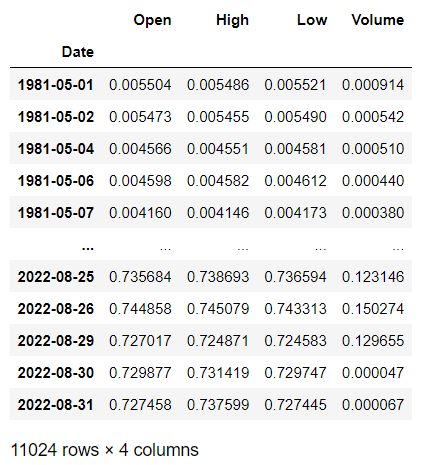 Open High Low Volume
Date
1981-05-01 0.005504 0.005486 0.005521 0.000914
1981-05-02 0.005473 0.005455 0.005490 0.000542
1981-05-04 0.004566 0.004551 0.004581 0.000510
1981-05-06 0.004598 0.004582 0.004612 0.000440
1981-05-07 0.004160 0.004146 0.004173 0.000380
... ... ... ... ...
2022-08-25 0.735684 0.738693 0.736594 0.123146
2022-08-26 0.744858 0.745079 0.743313 0.150274
2022-08-29 0.727017 0.724871 0.724583 0.129655
2022-08-30 0.729877 0.731419 0.729747 0.000047
2022-08-31 0.727458 0.737599 0.727445 0.000067
11024 rows × 4 columns